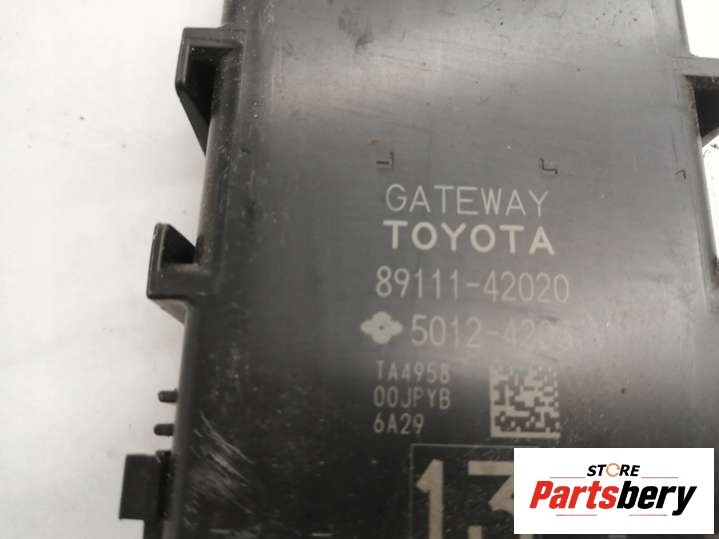 GATEWAY
TOYOTA
89111-42020
TA4958
00JPYB
6A29
STORE
Partsbery